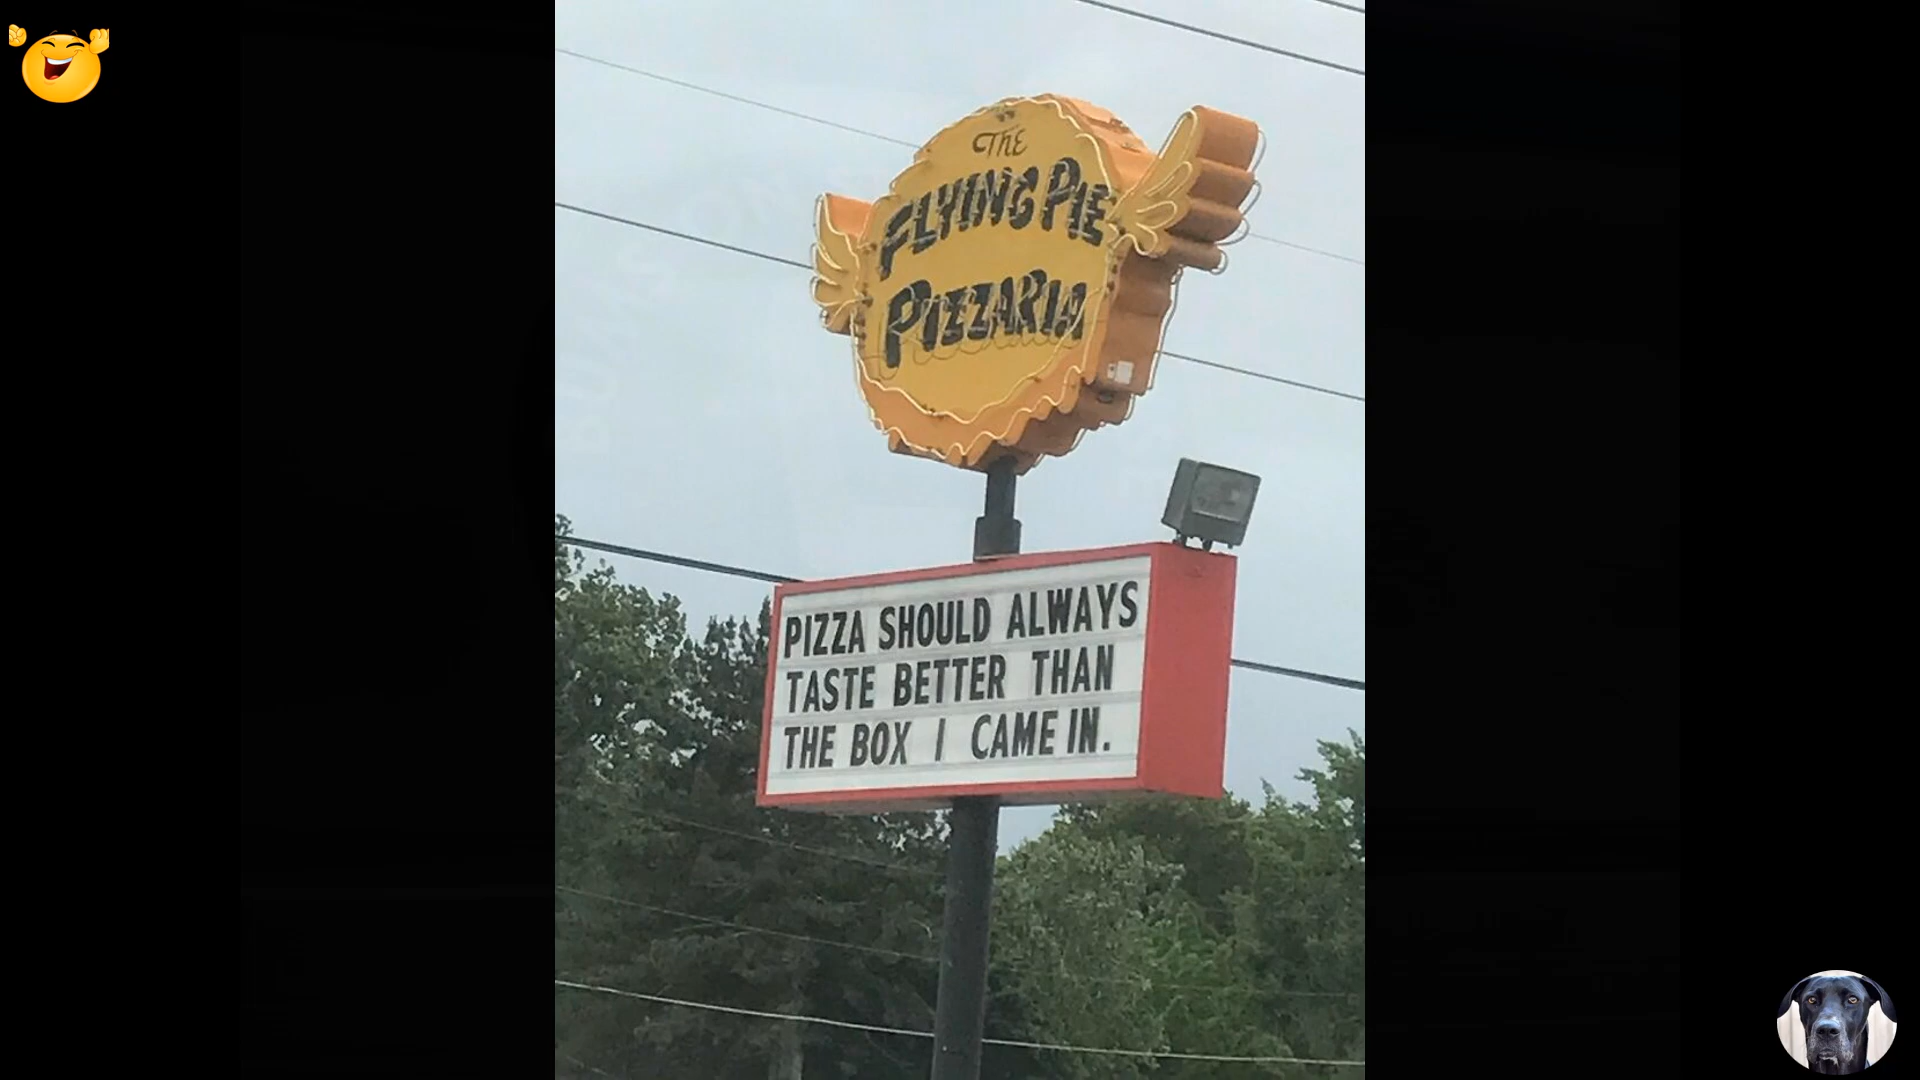 The
FLYING PIE
PIZZARIA
PIZZA SHOULD ALWAYS
TASTE BETTER THAN
THE BOX I CAME IN.